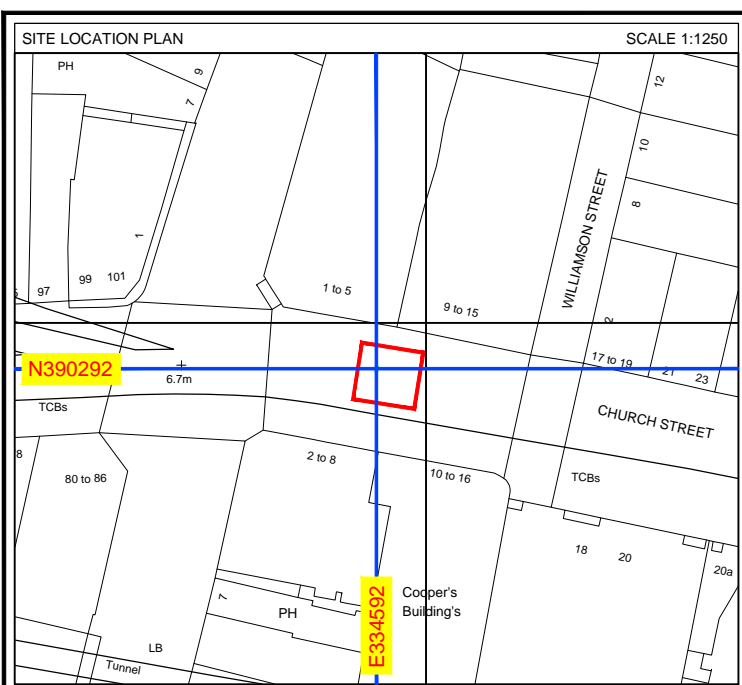 SITE LOCATION PLAN
SCALE 1:1250
PH
9
7
12
10
8
WILLIAMSON STREET
1
97
99
101
1 to 5
9 to 15
2
N390292
6.7m
17 to 19
21
23
TCBs
CHURCH STREET
8
80 to 86
2 to 8
10 to 16
TCBs
18
20
20a
7
PH
E334592
Cooper's
Building's
LB
Tunnel